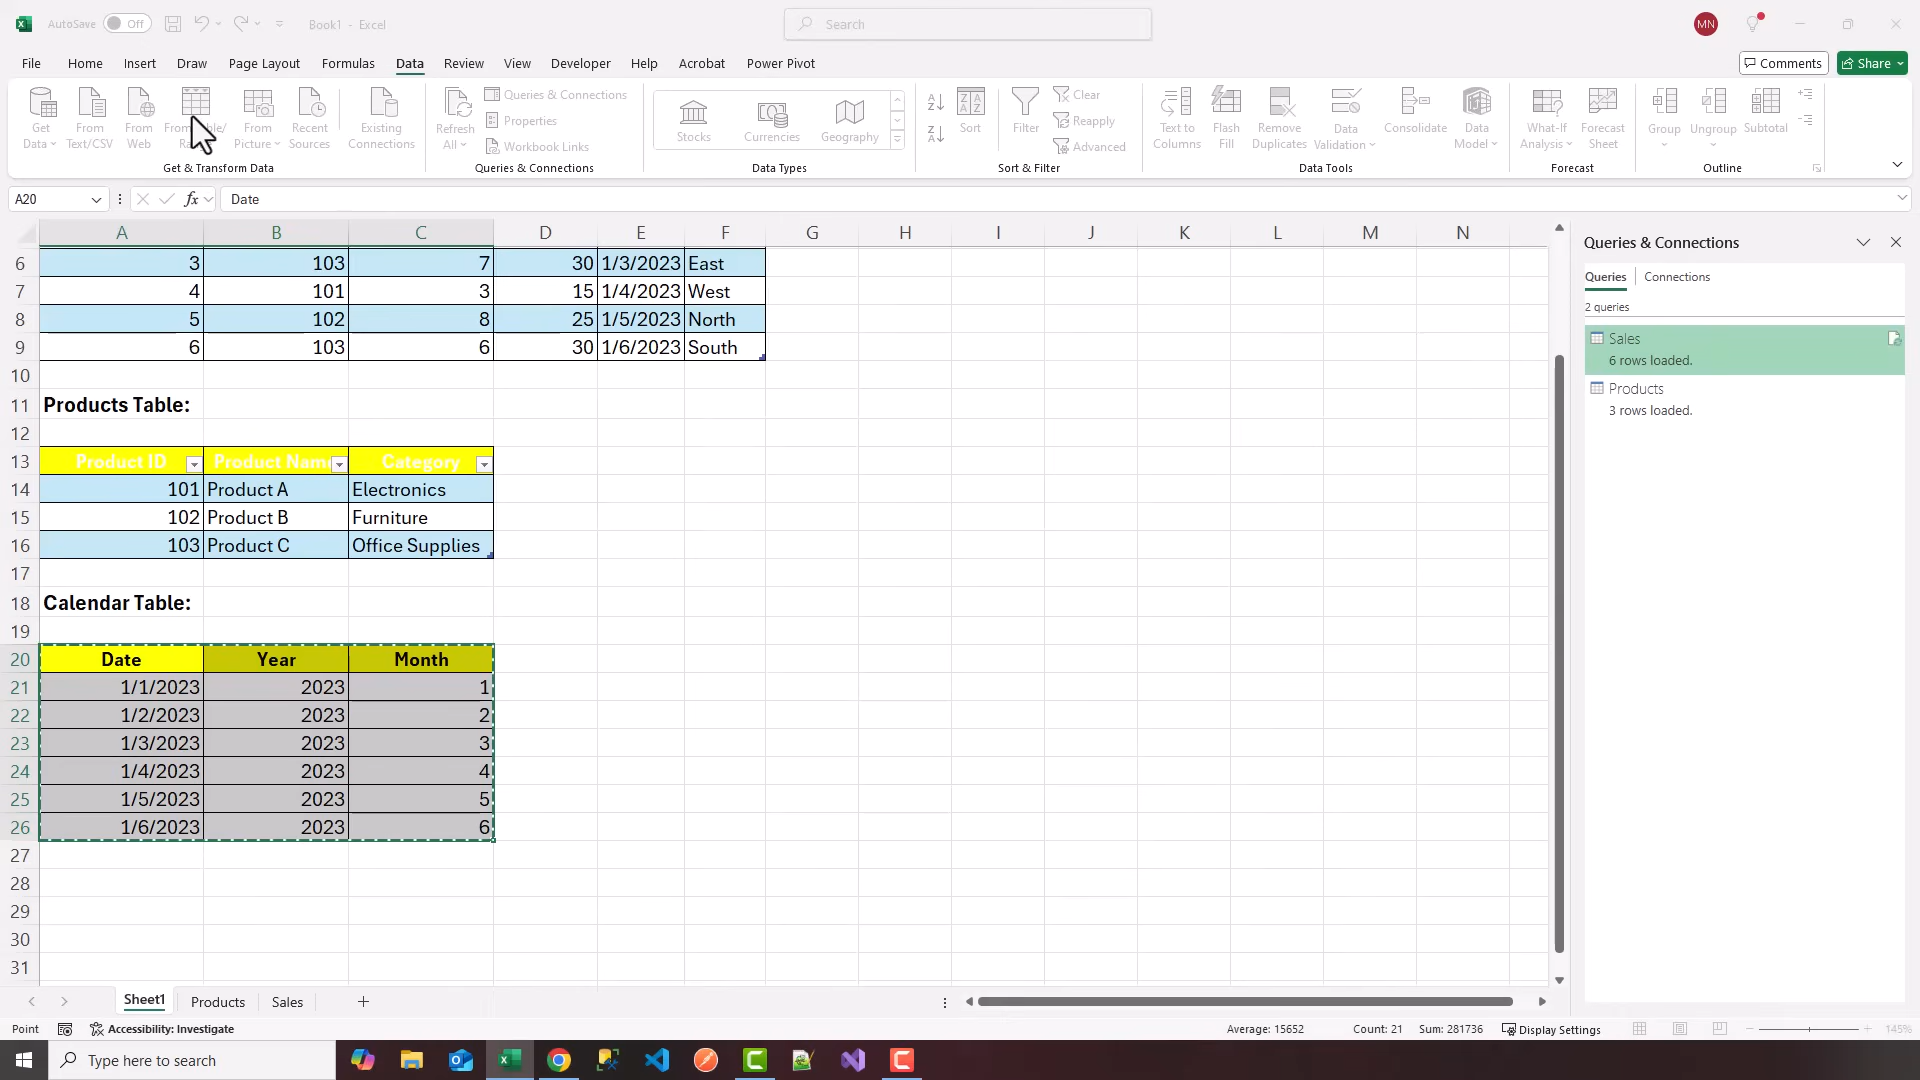 AutoSave Off Book1 - Excel Search MN
File Home Insert Draw Page Layout Formulas Data Review View Developer Help Acrobat Power Pivot Comments Share
Get Data From Text/CSV From Web From Picture Recent Sources Existing Connections
Refresh All Queries & Connections Properties Workbook Links
Stocks Currencies Geography
Sort Filter Clear Reapply Advanced
Text to Columns Flash Fill Remove Duplicates Data Validation Consolidate Data Model
What-If Analysis Forecast Sheet Group Ungroup Subtotal
Get & Transform Data Queries & Connections Data Types Sort & Filter Data Tools Forecast Outline
A20 fx Date
A B C D E F G H I J K L M N
6 3 103 7 30 1/3/2023 East
7 4 101 3 15 1/4/2023 West
8 5 102 8 25 1/5/2023 North
9 6 103 6 30 1/6/2023 South
10
11 Products Table:
12
13 Product ID Product Nam Category
14 101 Product A Electronics
15 102 Product B Furniture
16 103 Product C Office Supplies
17
18 Calendar Table:
19
20 Date Year Month
21 1/1/2023 2023 1
22 1/2/2023 2023 2
23 1/3/2023 2023 3
24 1/4/2023 2023 4
25 1/5/2023 2023 5
26 1/6/2023 2023 6
27
28
29
30
31
Queries & Connections
Queries Connections
2 queries
Sales
6 rows loaded.
Products
3 rows loaded.
Sheet1 Products Sales
Point Accessibility: Investigate Average: 15652 Count: 21 Sum: 281736 Display Settings 145%
Type here to search